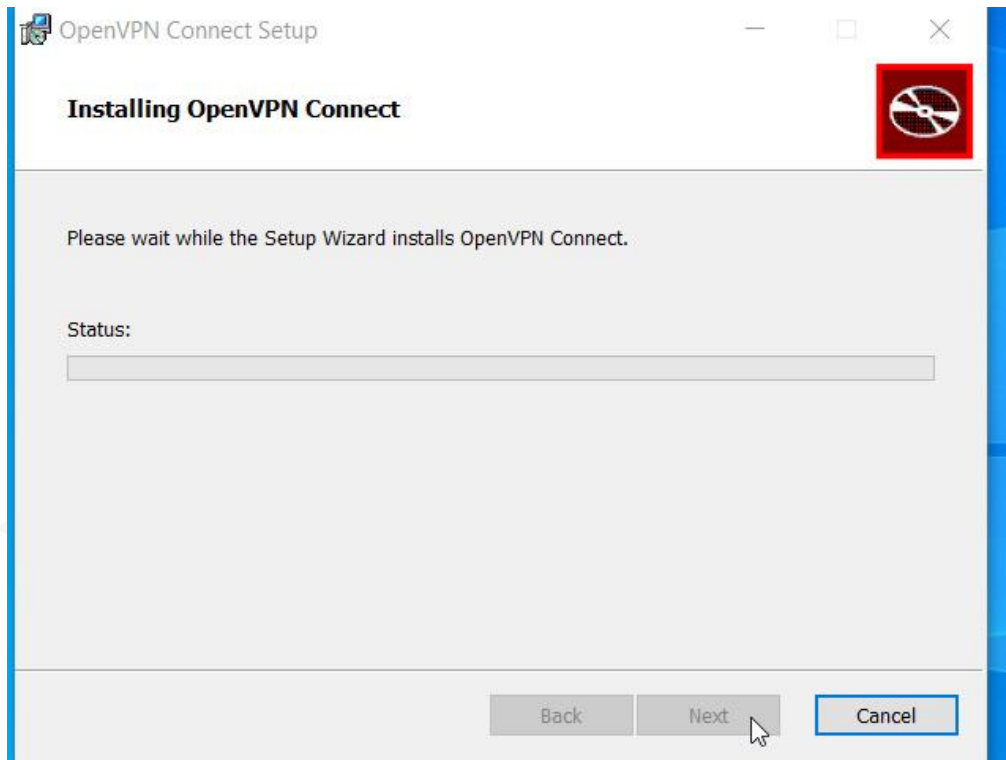 OpenVPN Connect Setup
Installing OpenVPN Connect
Please wait while the Setup Wizard installs OpenVPN Connect.
Status:
Back Next Cancel